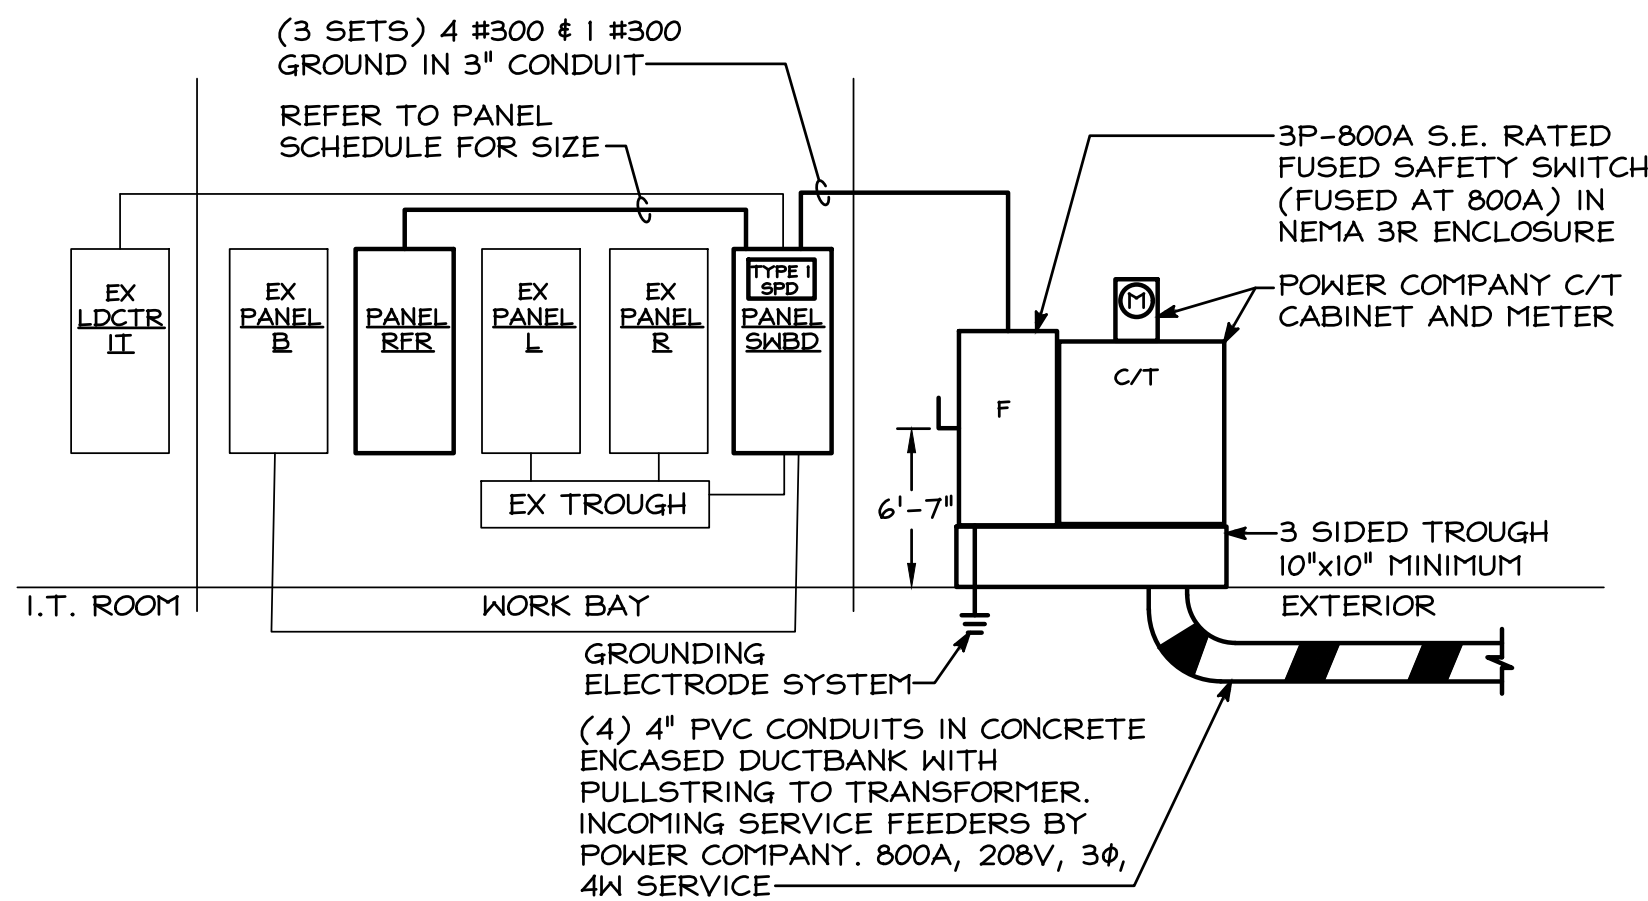 (3 SETS) 4 #300 & 1 #300
GROUND IN 3" CONDUIT
REFER TO PANEL
SCHEDULE FOR SIZE
3P-800A S.E. RATED
FUSED SAFETY SWITCH
(FUSED AT 800A) IN
NEMA 3R ENCLOSURE
POWER COMPANY C/T
CABINET AND METER
EX
LDCTR
IT
EX
PANEL
B
PANEL
RFR
EX
PANEL
L
EX
PANEL
R
TYPE 1
SPD
PANEL
SWBD
M
C/T
F
EX TROUGH
6'-7"
3 SIDED TROUGH
10"x10" MINIMUM
I.T. ROOM
WORK BAY
EXTERIOR
GROUNDING
ELECTRODE SYSTEM
(4) 4" PVC CONDUITS IN CONCRETE
ENCASED DUCTBANK WITH
PULLSTRING TO TRANSFORMER.
INCOMING SERVICE FEEDERS BY
POWER COMPANY. 800A, 208V, 3ϕ,
4W SERVICE